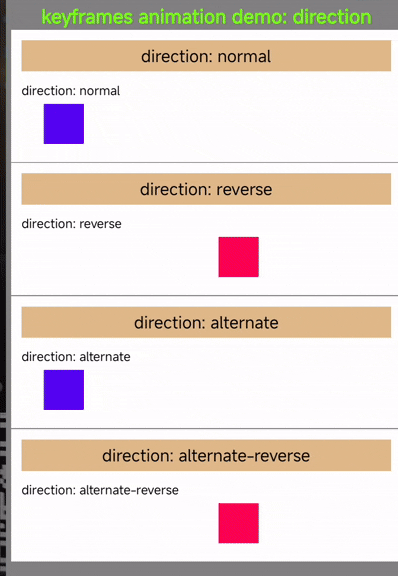 keyframes animation demo: direction
direction: normal
direction: normal
direction: reverse
direction: reverse
direction: alternate
direction: alternate
direction: alternate-reverse
direction: alternate-reverse